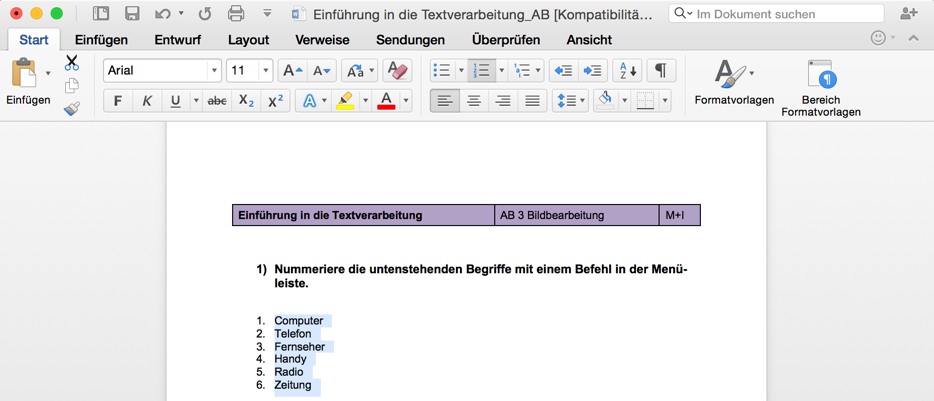 Einführung in die Textverarbeitung_AB [Kompatibilitä...
Im Dokument suchen
Start Einfügen Entwurf Layout Verweise Sendungen Überprüfen Ansicht
Einfügen
Arial 11 A A Aa A
F K U abc X2 X2 A A
A Z
Formatvorlagen
Bereich
Formatvorlagen
Einführung in die Textverarbeitung AB 3 Bildbearbeitung M+I
1) Nummeriere die untenstehenden Begriffe mit einem Befehl in der Menü-
leiste.
1. Computer
2. Telefon
3. Fernseher
4. Handy
5. Radio
6. Zeitung